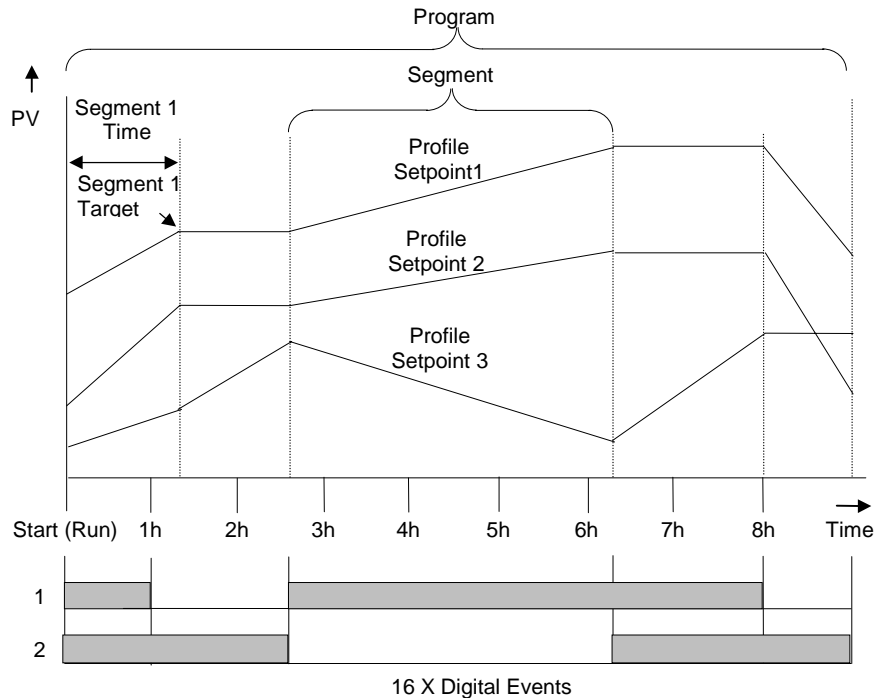 Program
Segment
PV
Segment 1
Time
Segment 1
Target
Profile
Setpoint1
Profile
Setpoint 2
Profile
Setpoint 3
Start (Run) 1h 2h 3h 4h 5h 6h 7h 8h Time
1
2
16 X Digital Events